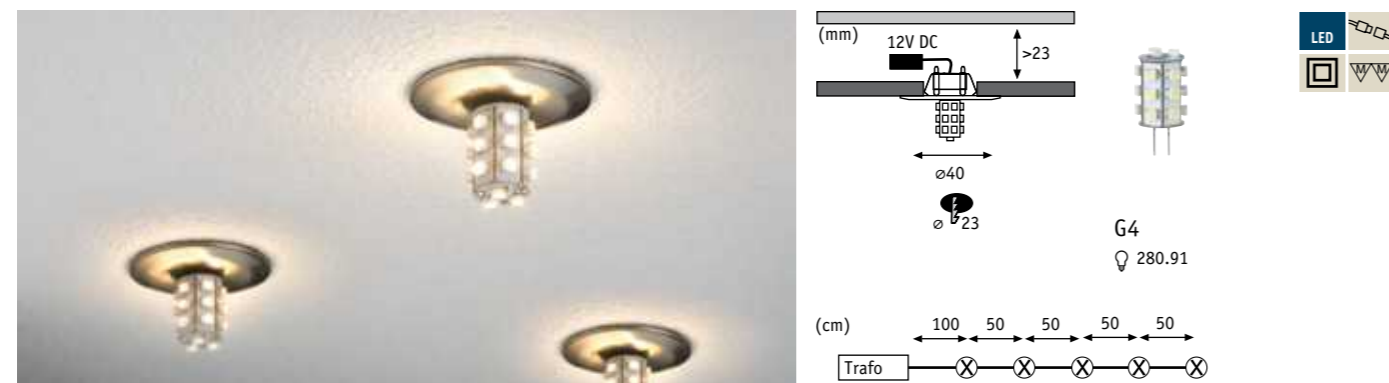 (mm)
12V DC
>23
LED
M M
⌀40
⌀ 23
G4
280.91
(cm)
100 50 50 50 50
Trafo
X X X X X